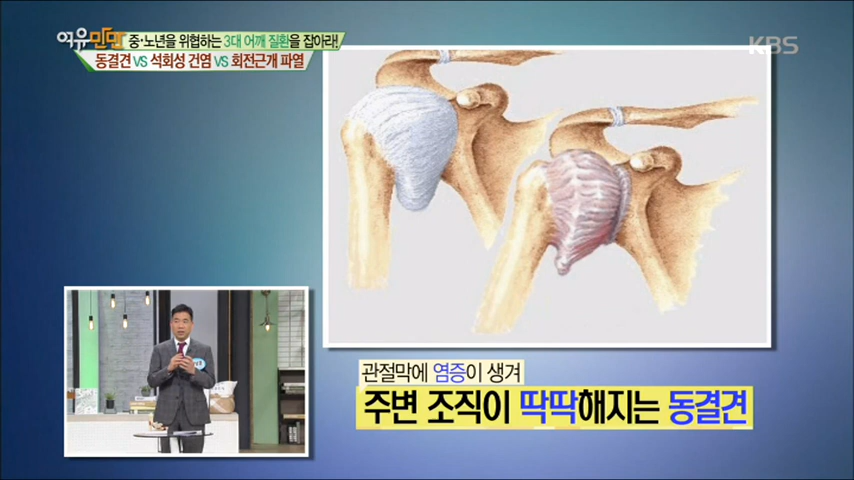 여유만만
중·노년을 위협하는 3대 어깨 질환을 잡아라!
동결견 VS 석회성 건염 VS 회전근개 파열
KBS
관절막에 염증이 생겨
주변 조직이 딱딱해지는 동결견